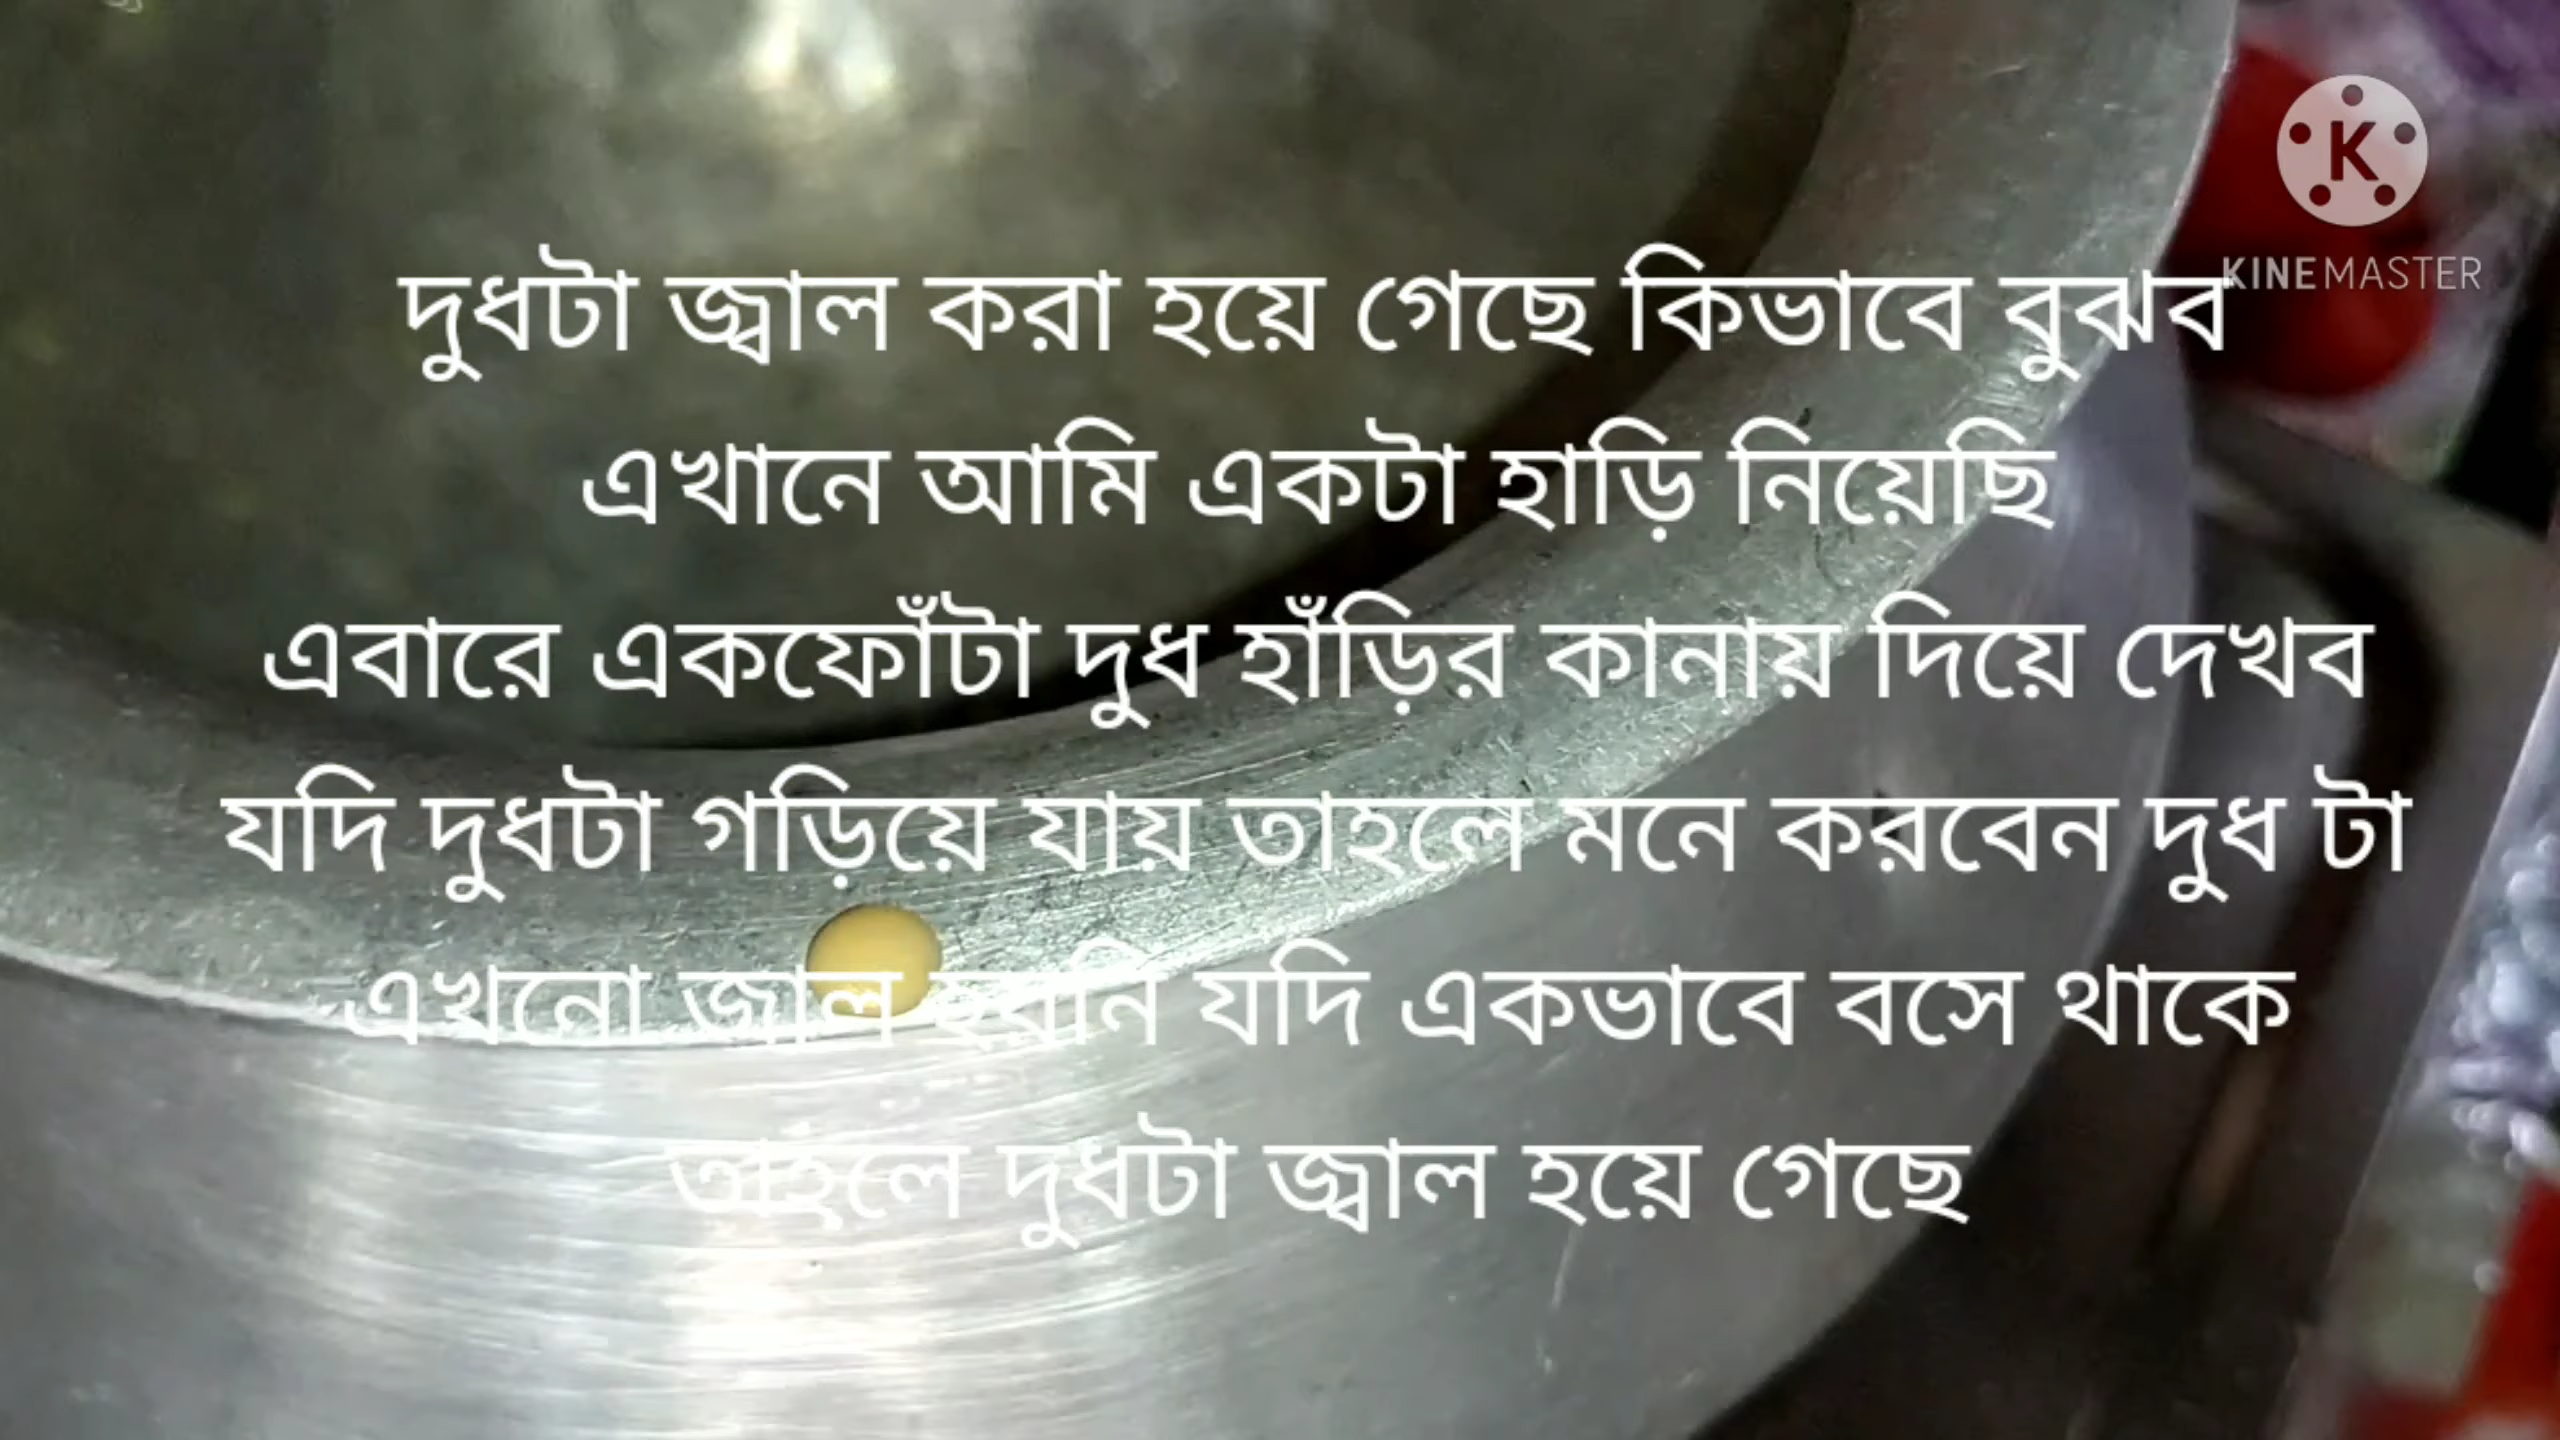 KINEMASTER
দুধটা জ্বাল করা হয়ে গেছে কিভাবে বুঝব
এখানে আমি একটা হাড়ি নিয়েছি
এবারে একফোঁটা দুধ হাঁড়ির কানায় দিয়ে দেখব
যদি দুধটা গড়িয়ে যায় তাহলে মনে করবেন দুধ টা
এখনো জাল হয়নি যদি একভাবে বসে থাকে
তাহলে দুধটা জ্বাল হয়ে গেছে